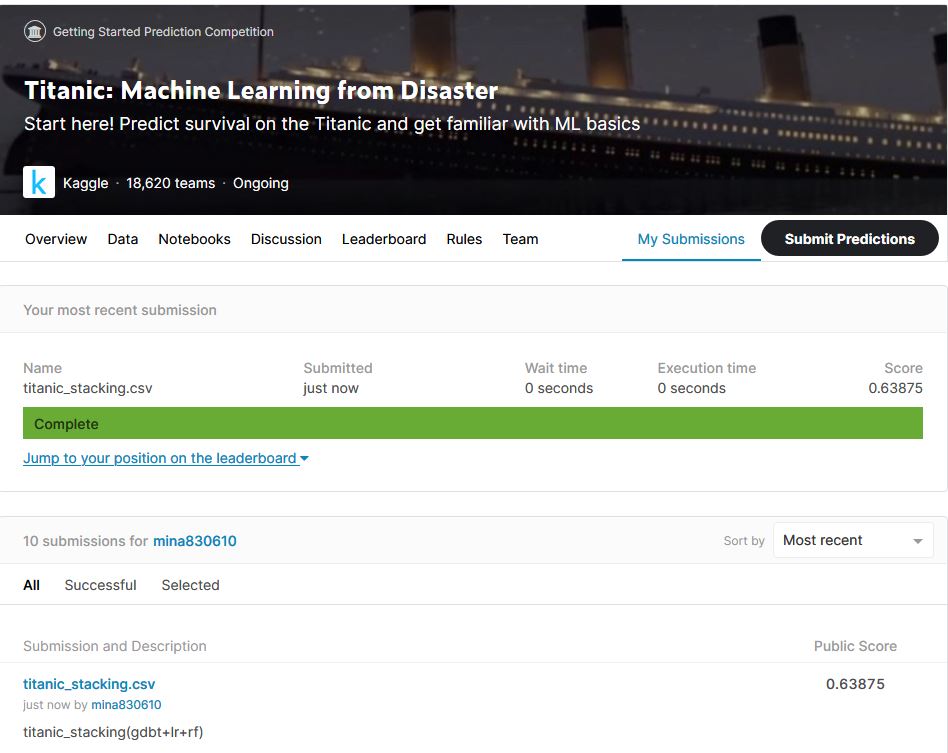 Getting Started Prediction Competition
Titanic: Machine Learning from Disaster
Start here! Predict survival on the Titanic and get familiar with ML basics
k Kaggle · 18,620 teams · Ongoing
Overview Data Notebooks Discussion Leaderboard Rules Team My Submissions Submit Predictions
Your most recent submission
Name Submitted Wait time Execution time Score
titanic_stacking.csv just now 0 seconds 0 seconds 0.63875
Complete
Jump to your position on the leaderboard
10 submissions for mina830610 Sort by Most recent
All Successful Selected
Submission and Description Public Score
titanic_stacking.csv 0.63875
just now by mina830610
titanic_stacking(gdbt+lr+rf)